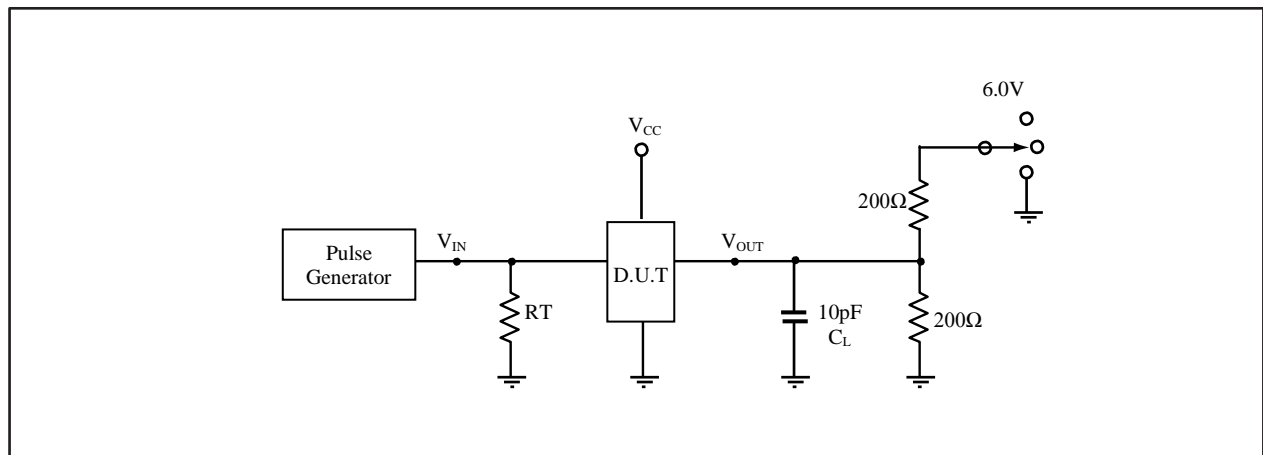 6.0V
VCC
200Ω
Pulse
Generator
VIN
D.U.T
VOUT
RT
10pF
CL
200Ω